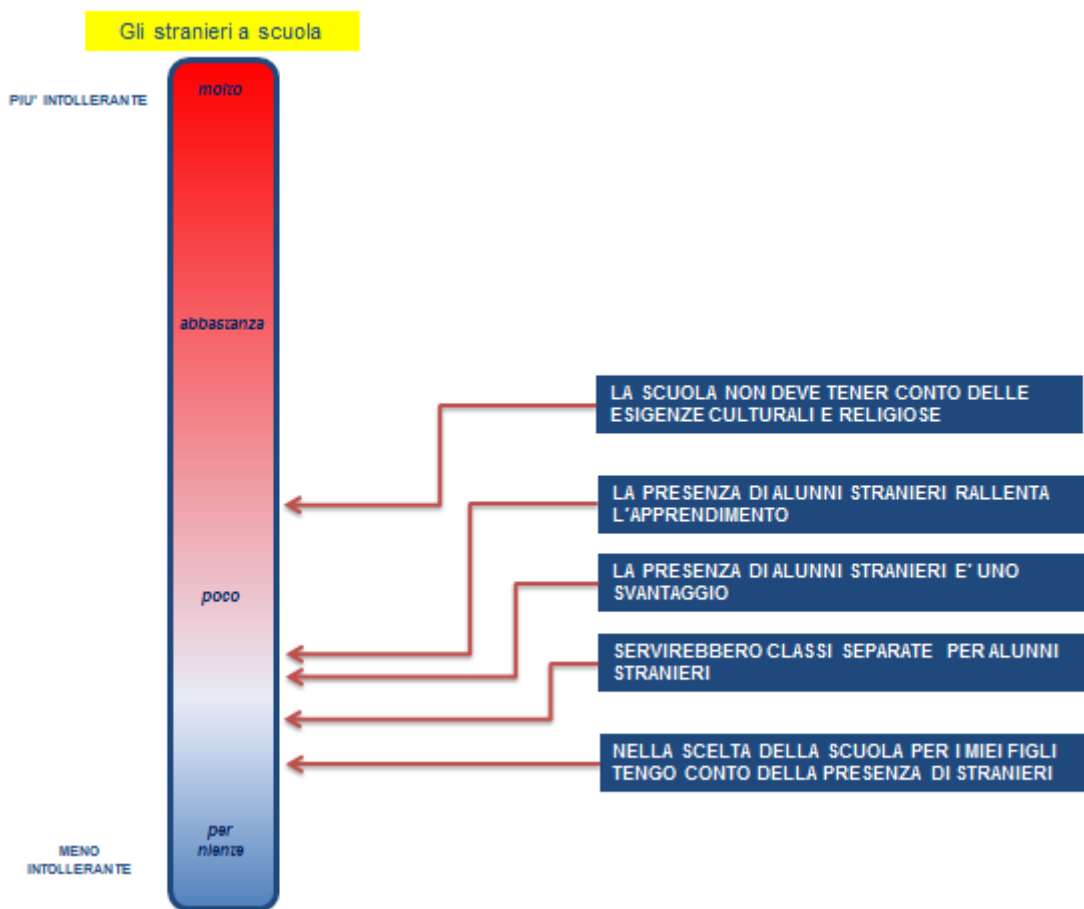 Gli stranieri a scuola
molto
PIU' INTOLLERANTE
abbastanza
LA SCUOLA NON DEVE TENER CONTO DELLE
ESIGENZE CULTURALI E RELIGIOSE
LA PRESENZA DI ALUNNI STRANIERI RALLENTA
L'APPRENDIMENTO
LA PRESENZA DI ALUNNI STRANIERI E' UNO
SVANTAGGIO
poco
SERVIREBBERO CLASSI SEPARATE PER ALUNNI
STRANIERI
NELLA SCELTA DELLA SCUOLA PER I MIEI FIGLI
TENGO CONTO DELLA PRESENZA DI STRANIERI
per
niente
MENO
INTOLLERANTE